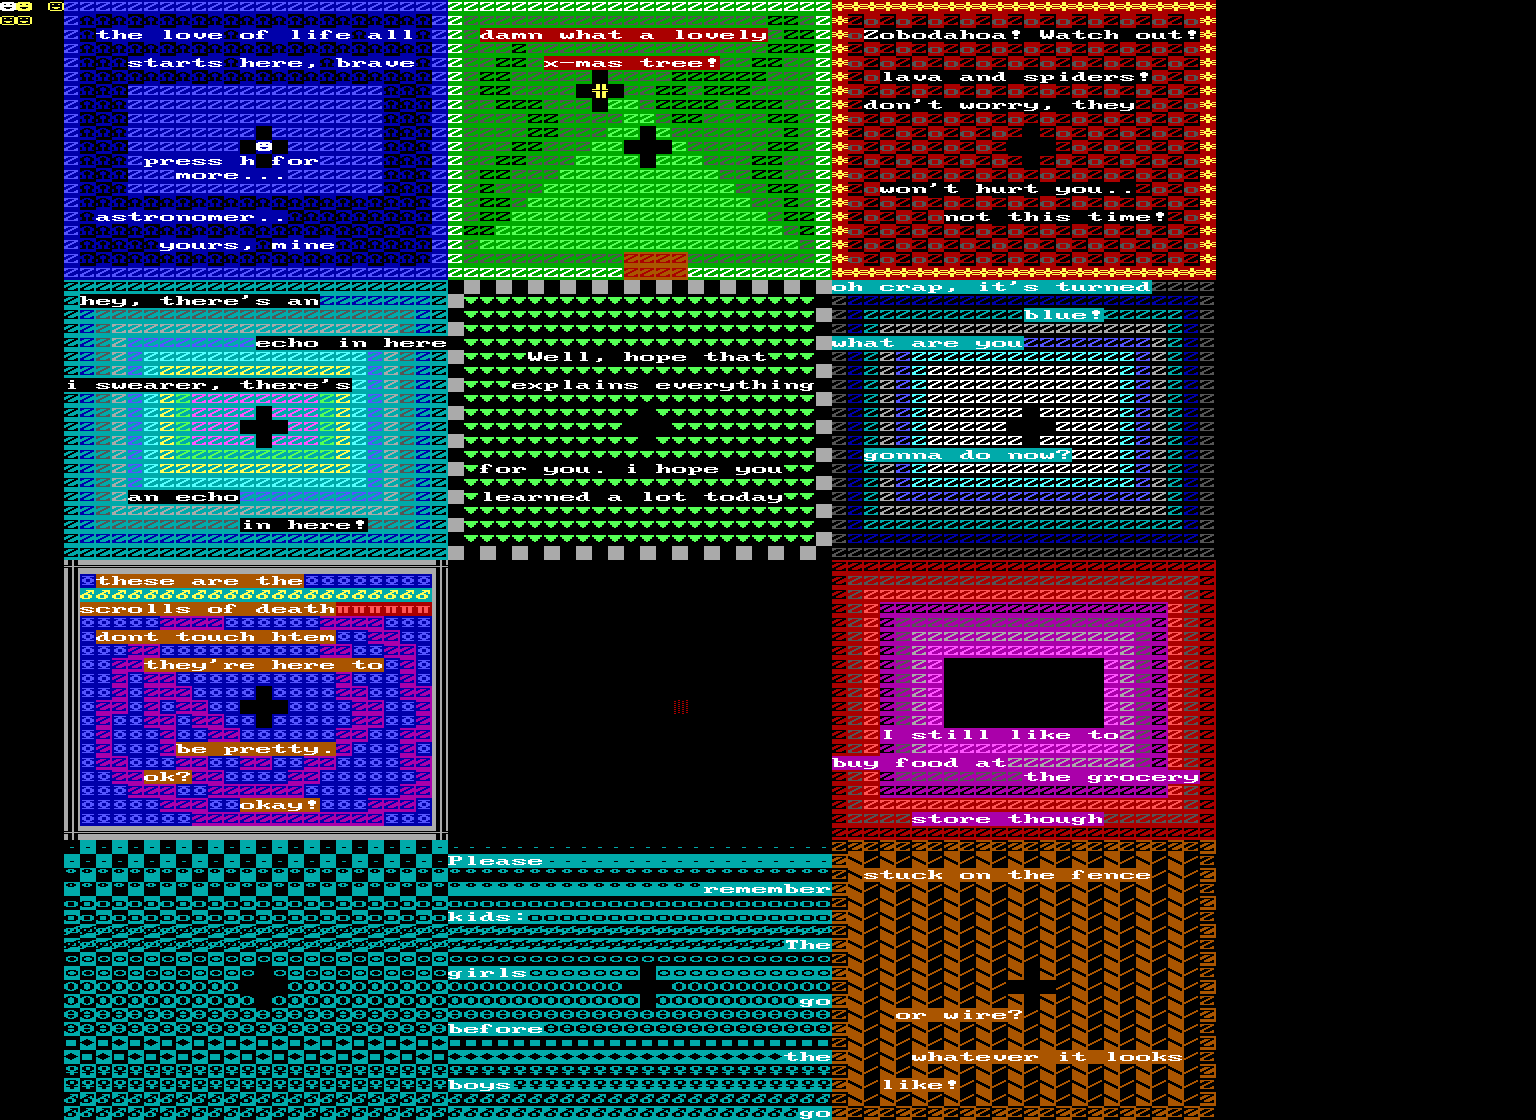 the love of life all
starts here, brave
press h for
more...
astronomer..
yours, mine
damn what a lovely
x-mas tree!
Zobodahoa! Watch out!
lava and spiders!
don't worry, they
won't hurt you..
not this time!
hey, there's an
echo in here
i swearer, there's
an echo
in here!
Well, hope that
explains everything
for you. i hope you
learned a lot today
oh crap, it's turned
blue!
what are you
gonna do now?
these are the
scrolls of death
dont touch htem
they're here to
be pretty.
ok?
okay!
I still like to
buy food at
the grocery
store though
Please
remember
kids:
The
girls
go
before
the
boys
go
stuck on the fence
or wire?
whatever it looks
like!